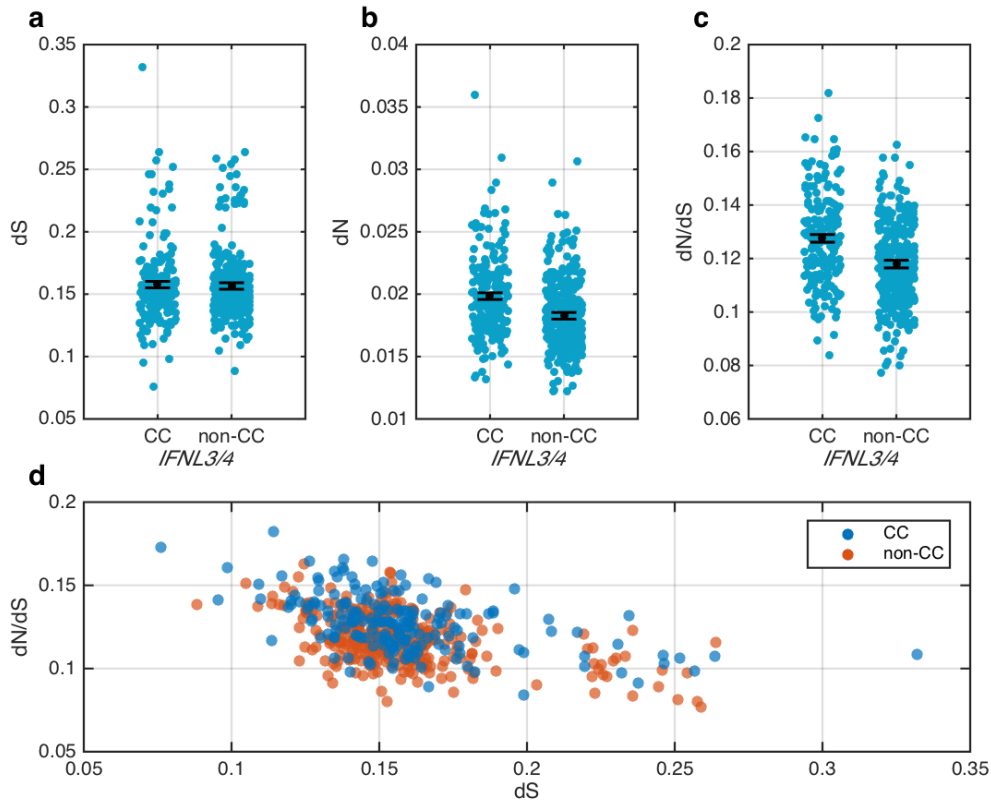 a
0.35
0.3
0.25
0.2
0.15
0.1
0.05
dS
CC non-CC
IFNL3/4
b
0.04
0.035
0.03
0.025
0.02
0.015
0.01
dN
CC non-CC
IFNL3/4
c
0.2
0.18
0.16
0.14
0.12
0.1
0.08
0.06
dN/dS
CC non-CC
IFNL3/4
d
0.2
0.15
0.1
0.05
dN/dS
CC
non-CC
0.05 0.1 0.15 0.2 0.25 0.3 0.35
dS